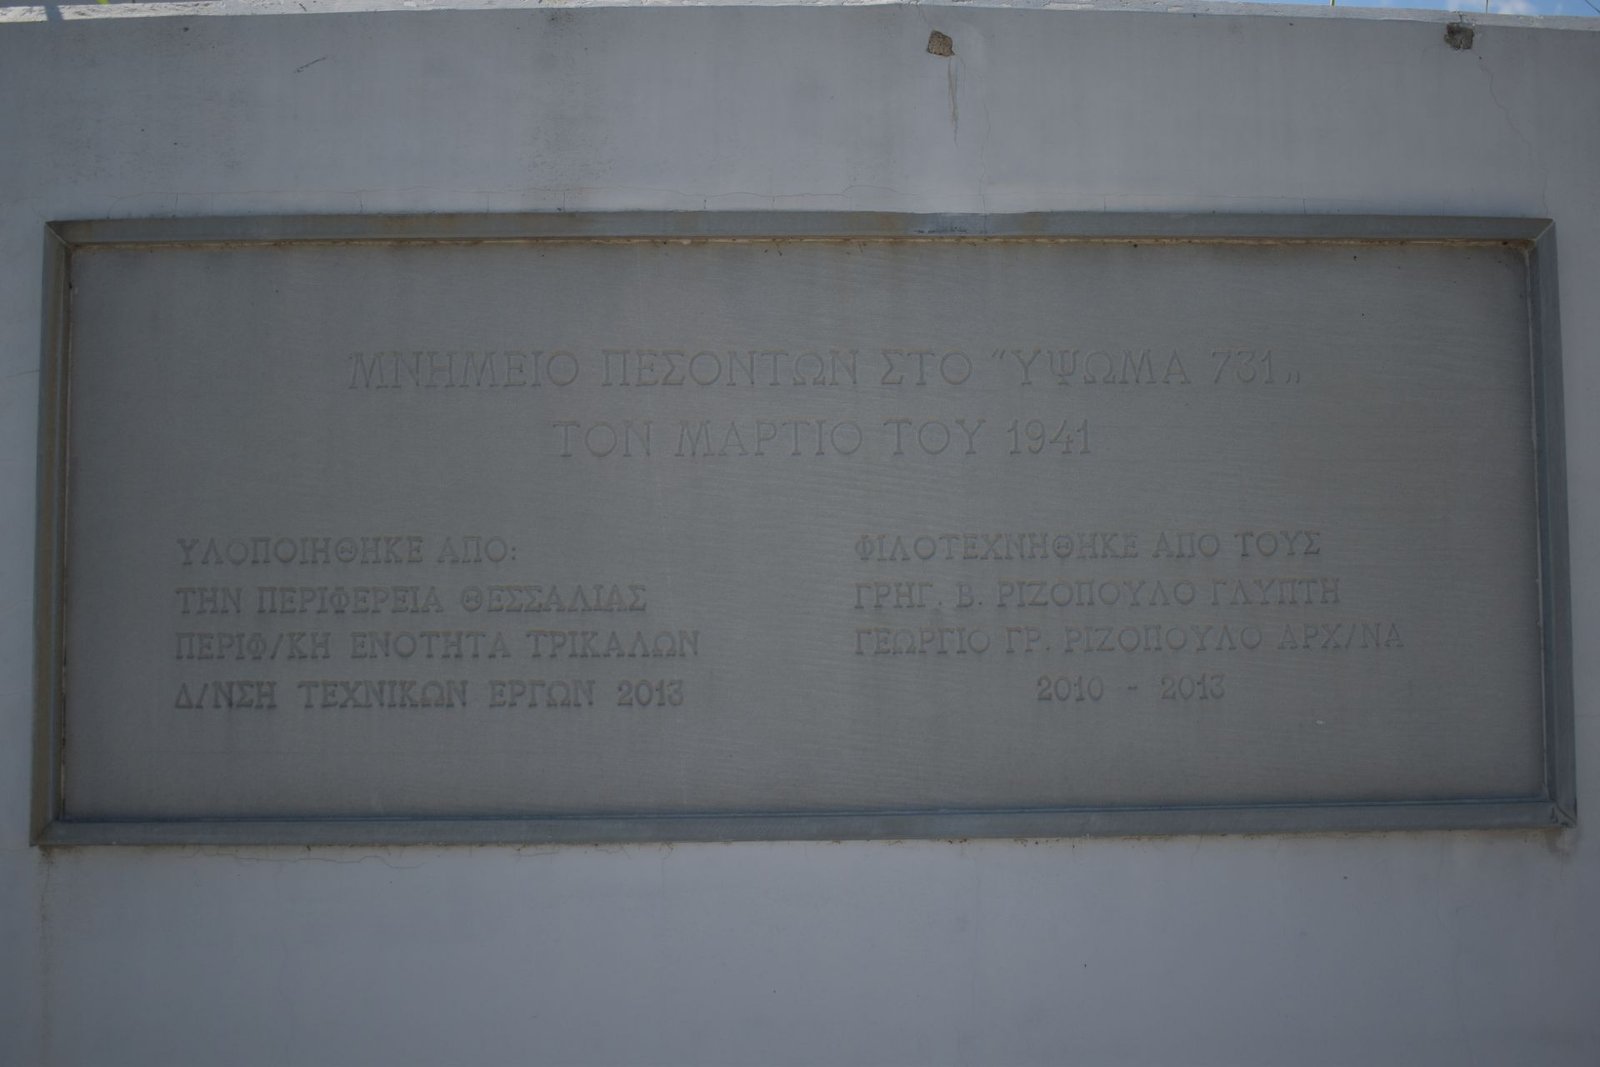 ΜΝΗΜΕΙΟ ΠΕΣΟΝΤΩΝ ΣΤΟ "ΥΨΩΜΑ 731„
ΤΟΝ ΜΑΡΤΙΟ ΤΟΥ 1941
ΥΛΟΠΟΙΗΘΗΚΕ ΑΠΟ:
ΤΗΝ ΠΕΡΙΦΕΡΕΙΑ ΘΕΣΣΑΛΙΑΣ
ΠΕΡΙΦ/ΚΗ ΕΝΟΤΗΤΑ ΤΡΙΚΑΛΩΝ
Δ/ΝΣΗ ΤΕΧΝΙΚΩΝ ΕΡΓΩΝ 2013
ΦΙΛΟΤΕΧΝΗΘΗΚΕ ΑΠΟ ΤΟΥΣ
ΓΡΗΓ. Β. ΡΙΖΟΠΟΥΛΟ ΓΛΥΠΤΗ
ΓΕΩΡΓΙΟ ΓΡ. ΡΙΖΟΠΟΥΛΟ ΑΡΧ/ΝΑ
2010 - 2013